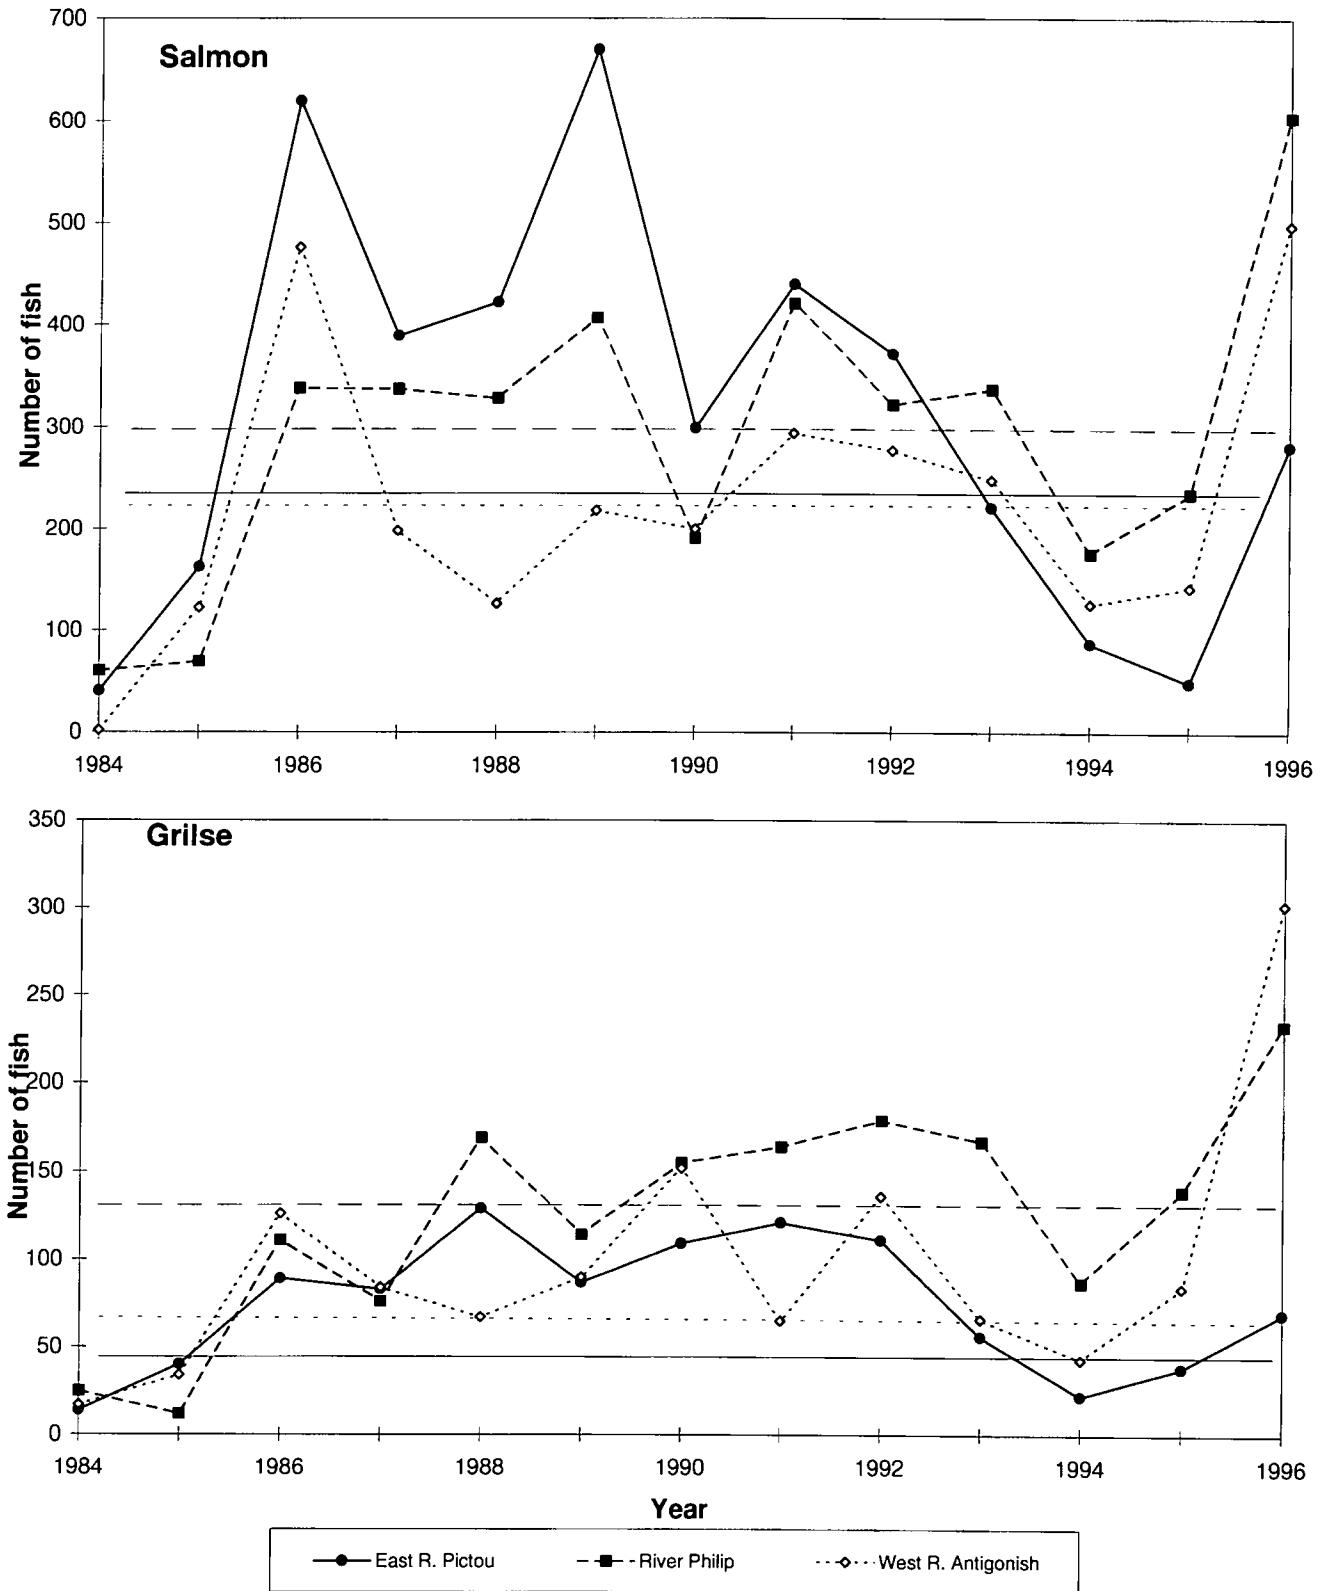 700
Salmon
600
500
400
300
200
100
0
Number of fish
1984 1986 1988 1990 1992 1994 1996
350
Grilse
300
250
200
150
100
50
0
Number of fish
1984 1986 1988 1990 1992 1994 1996
Year
East R. Pictou River Philip West R. Antigonish